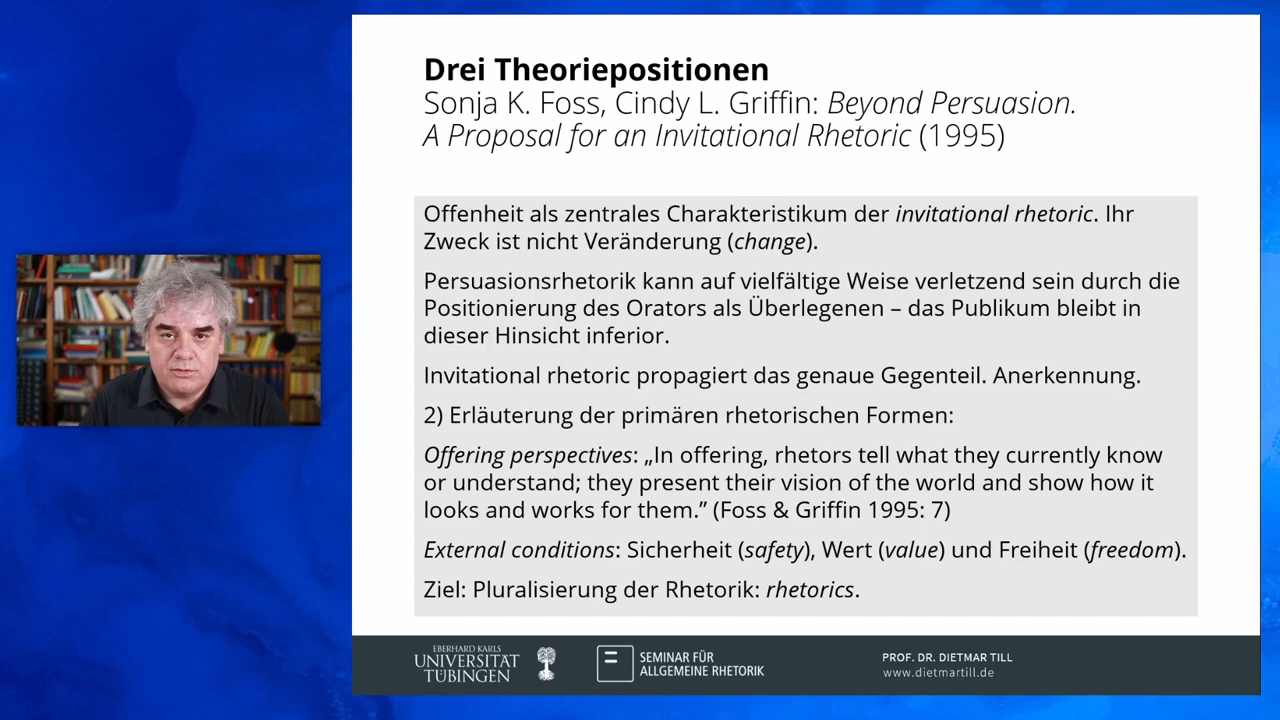 Drei Theoriepositionen
Sonja K. Foss, Cindy L. Griffin: Beyond Persuasion.
A Proposal for an Invitational Rhetoric (1995)
Offenheit als zentrales Charakteristikum der invitational rhetoric. Ihr
Zweck ist nicht Veränderung (change).
Persuasionsrhetorik kann auf vielfältige Weise verletzend sein durch die
Positionierung des Orators als Überlegenen – das Publikum bleibt in
dieser Hinsicht inferior.
Invitational rhetoric propagiert das genaue Gegenteil. Anerkennung.
2) Erläuterung der primären rhetorischen Formen:
Offering perspectives: „In offering, rhetors tell what they currently know
or understand; they present their vision of the world and show how it
looks and works for them.” (Foss & Griffin 1995: 7)
External conditions: Sicherheit (safety), Wert (value) und Freiheit (freedom).
Ziel: Pluralisierung der Rhetorik: rhetorics.
EBERHARD KARLS
UNIVERSITÄT
TÜBINGEN
SEMINAR FÜR
ALLGEMEINE RHETORIK
PROF. DR. DIETMAR TILL
www.dietmartill.de